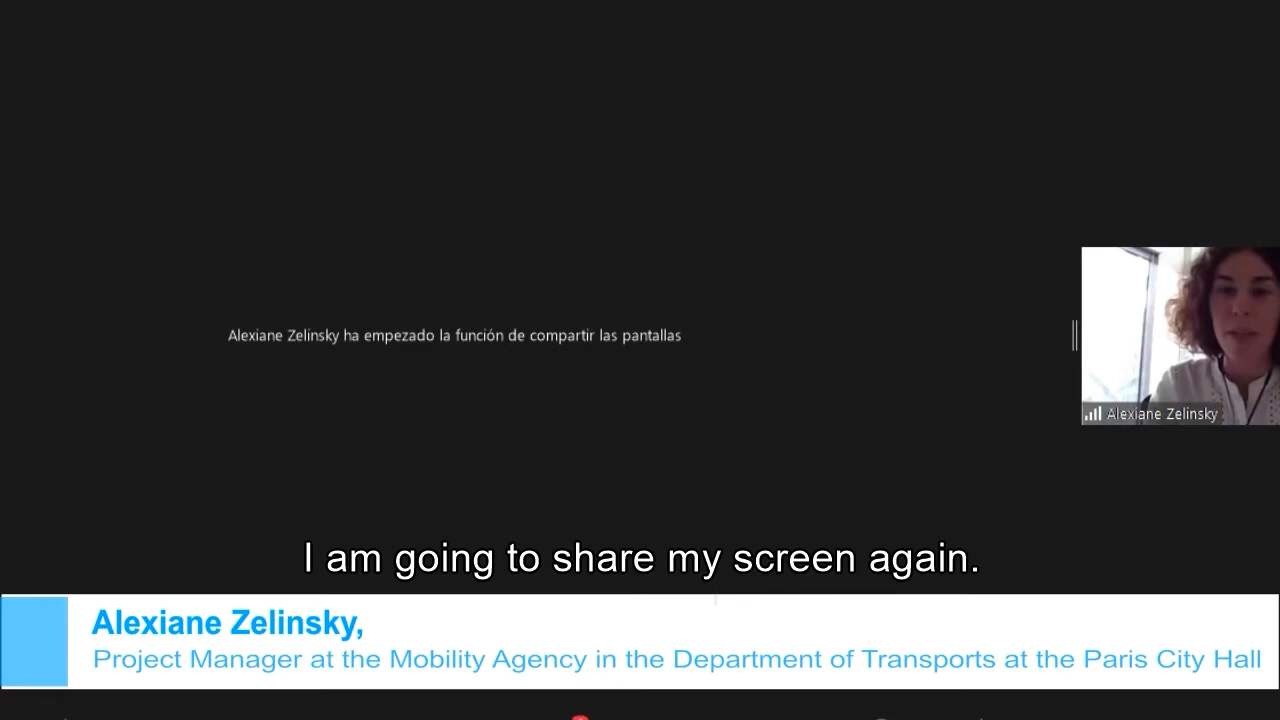 Alexiane Zelinsky ha empezado la función de compartir las pantallas
Alexiane Zelinsky
I am going to share my screen again.
Alexiane Zelinsky,
Project Manager at the Mobility Agency in the Department of Transports at the Paris City Hall